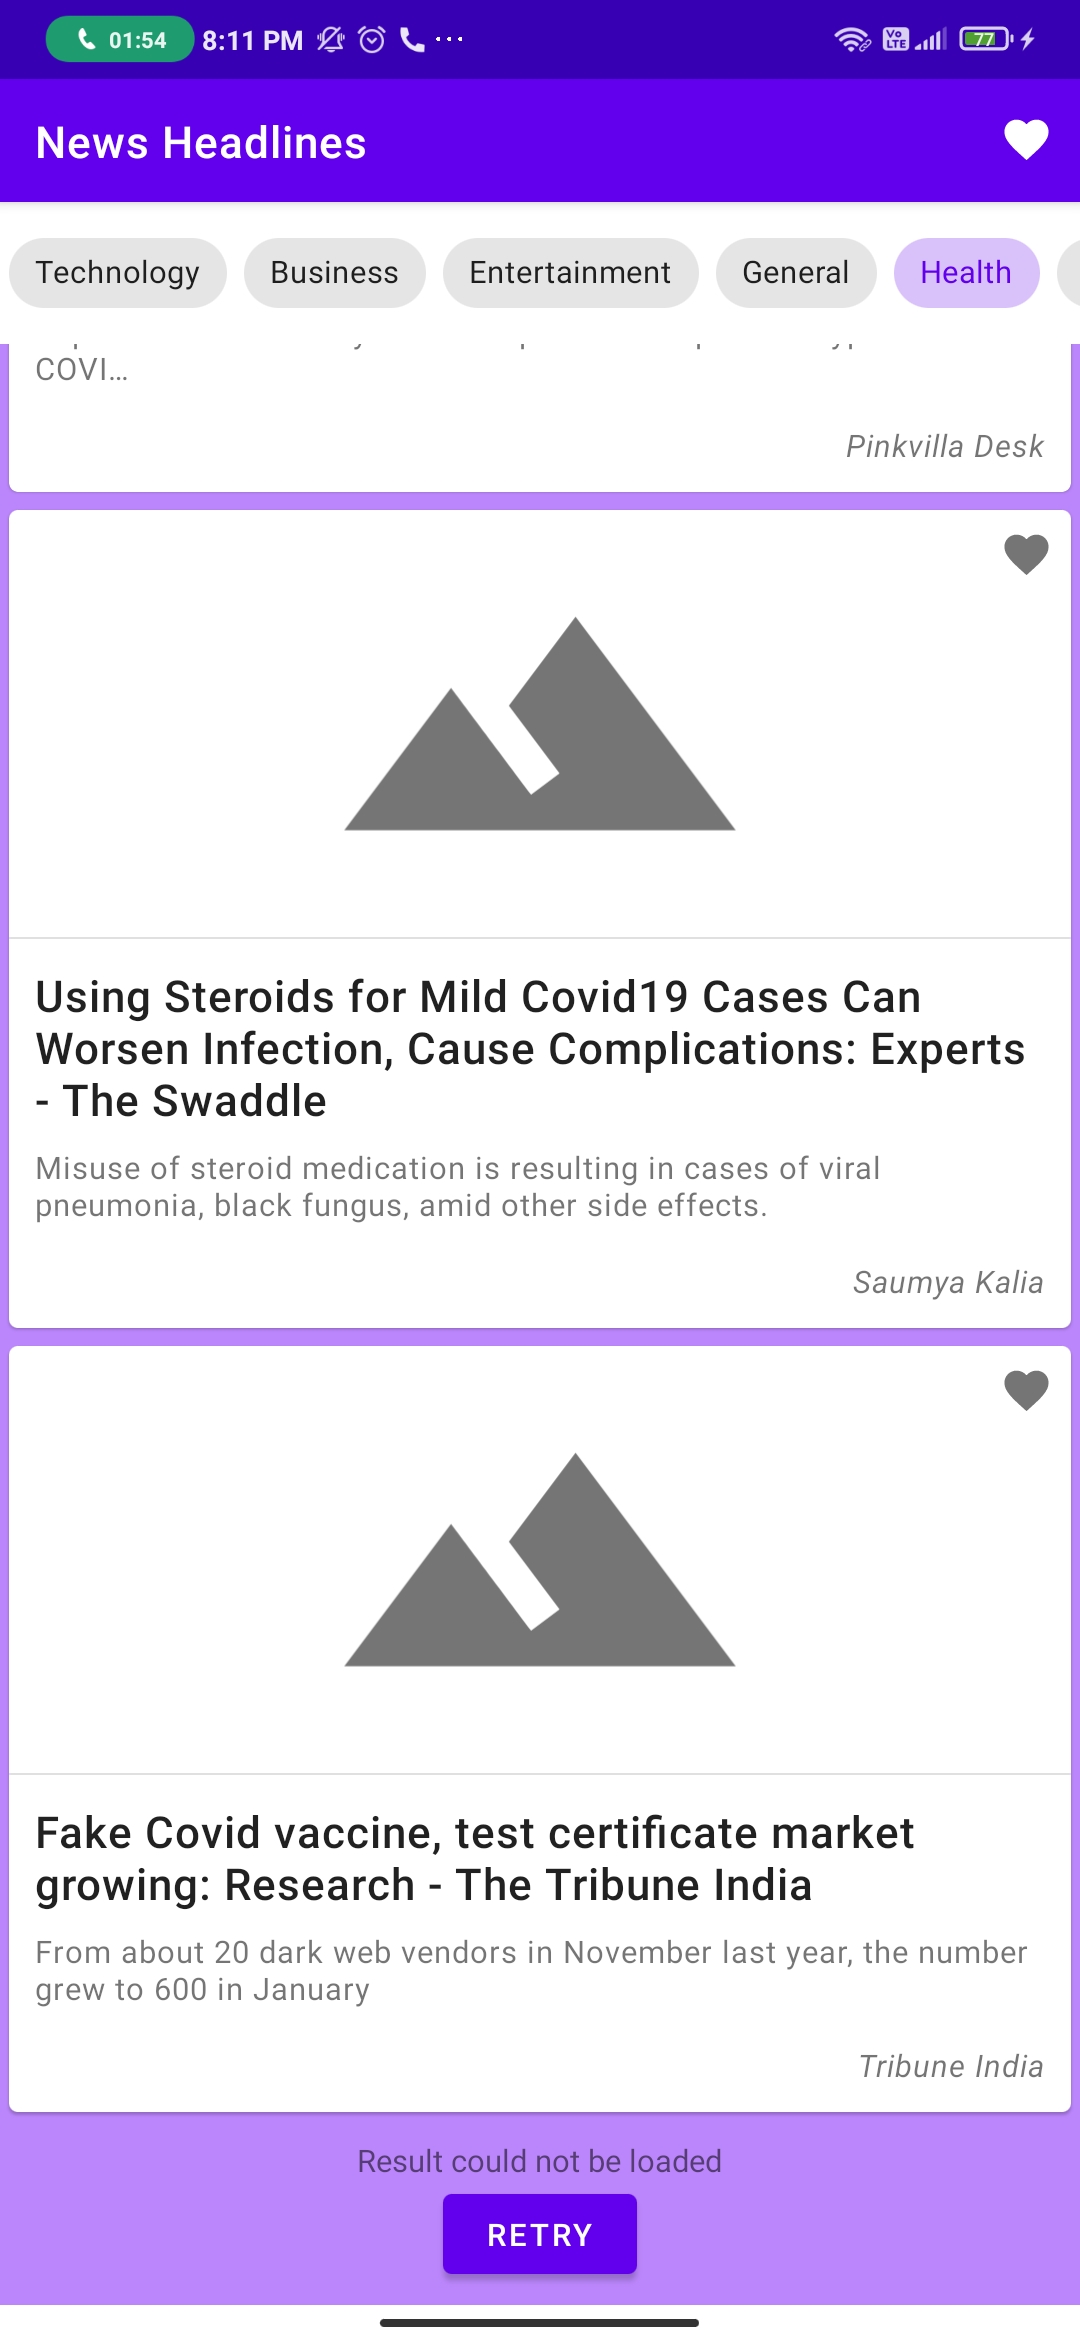 01:54 8:11 PM ... Vo LTE 77
News Headlines
Technology Business Entertainment General Health
COVI...
Pinkvilla Desk
Using Steroids for Mild Covid19 Cases Can
Worsen Infection, Cause Complications: Experts
- The Swaddle
Misuse of steroid medication is resulting in cases of viral
pneumonia, black fungus, amid other side effects.
Saumya Kalia
Fake Covid vaccine, test certificate market
growing: Research - The Tribune India
From about 20 dark web vendors in November last year, the number
grew to 600 in January
Tribune India
Result could not be loaded
RETRY